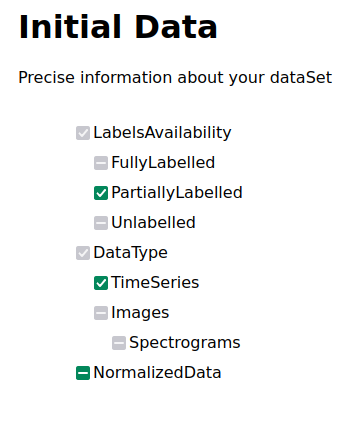 Initial Data
Precise information about your dataSet
LabelsAvailability
FullyLabelled
PartiallyLabelled
Unlabelled
DataType
TimeSeries
Images
Spectrograms
NormalizedData